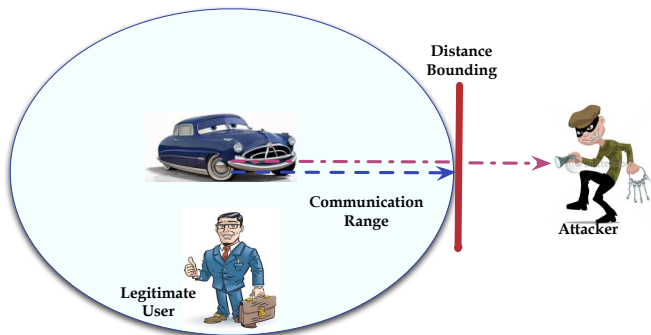 Distance
Bounding
Communication
Range
Attacker
Legitimate
User